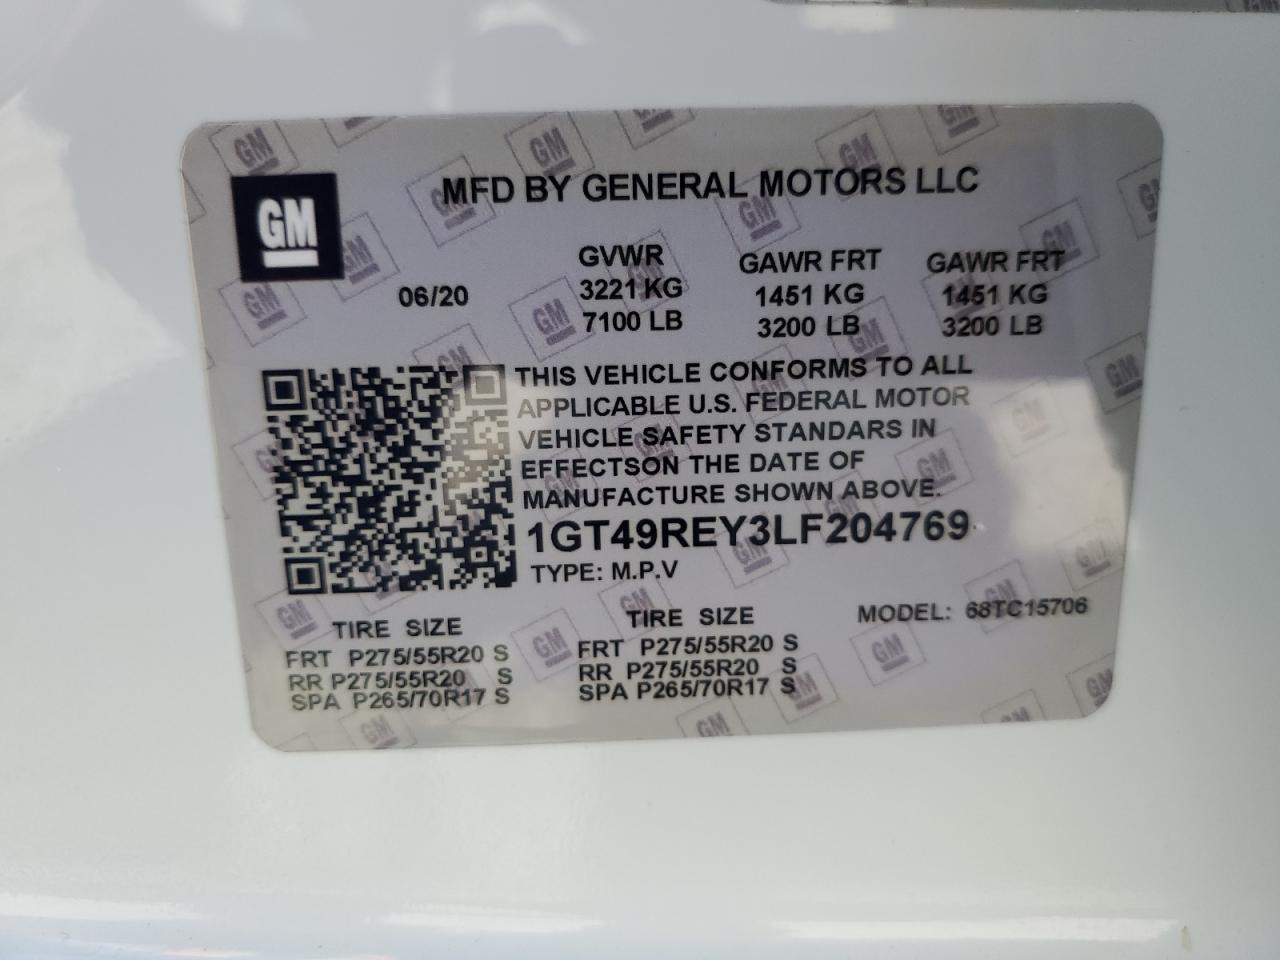 MFD BY GENERAL MOTORS LLC
GM
06/20
GVWR
3221 KG
7100 LB
GAWR FRT
1451 KG
3200 LB
GAWR FRT
1451 KG
3200 LB
THIS VEHICLE CONFORMS TO ALL
APPLICABLE U.S. FEDERAL MOTOR
VEHICLE SAFETY STANDARS IN
EFFECTSON THE DATE OF
MANUFACTURE SHOWN ABOVE.
1GT49REY3LF204769
TYPE: M.P.V
MODEL: 68TC15706
TIRE SIZE
FRT P275/55R20 S
RR P275/55R20 S
SPA P265/70R17 S
TIRE SIZE
FRT P275/55R20 S
RR P275/55R20 S
SPA P265/70R17 S